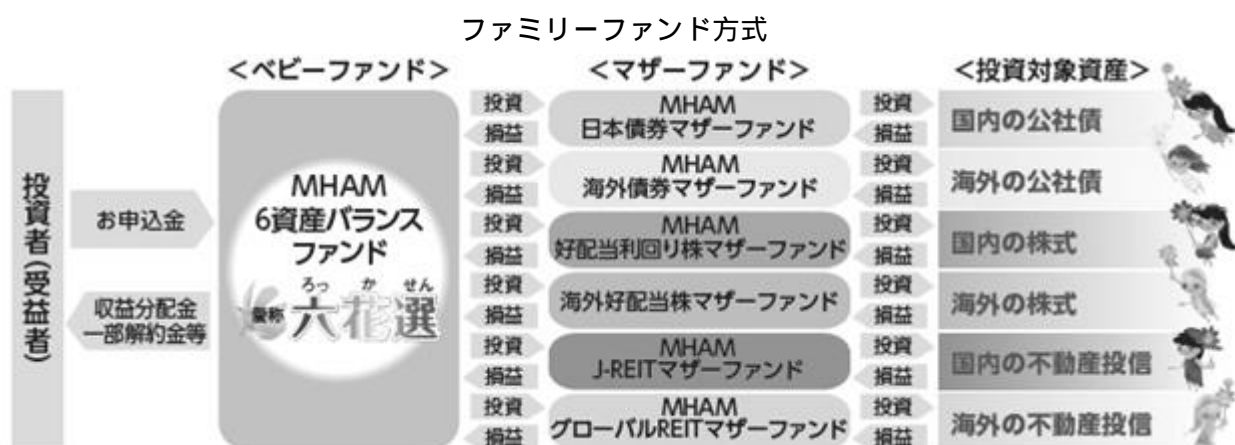 ファミリーファンド方式
＜ベビーファンド＞
＜マザーファンド＞
＜投資対象資産＞
投資者(受益者)
お申込金
収益分配金
一部解約金等
MHAM
6資産バランス
ファンド
愛称
ろっ か せん
六花選
投資
損益
MHAM
日本債券マザーファンド
投資
損益
国内の公社債
投資
損益
MHAM
海外債券マザーファンド
投資
損益
海外の公社債
投資
損益
MHAM
好配当利回り株マザーファンド
投資
損益
国内の株式
投資
損益
海外好配当株マザーファンド
投資
損益
海外の株式
投資
損益
MHAM
J-REITマザーファンド
投資
損益
国内の不動産投信
投資
損益
MHAM
グローバルREITマザーファンド
投資
損益
海外の不動産投信